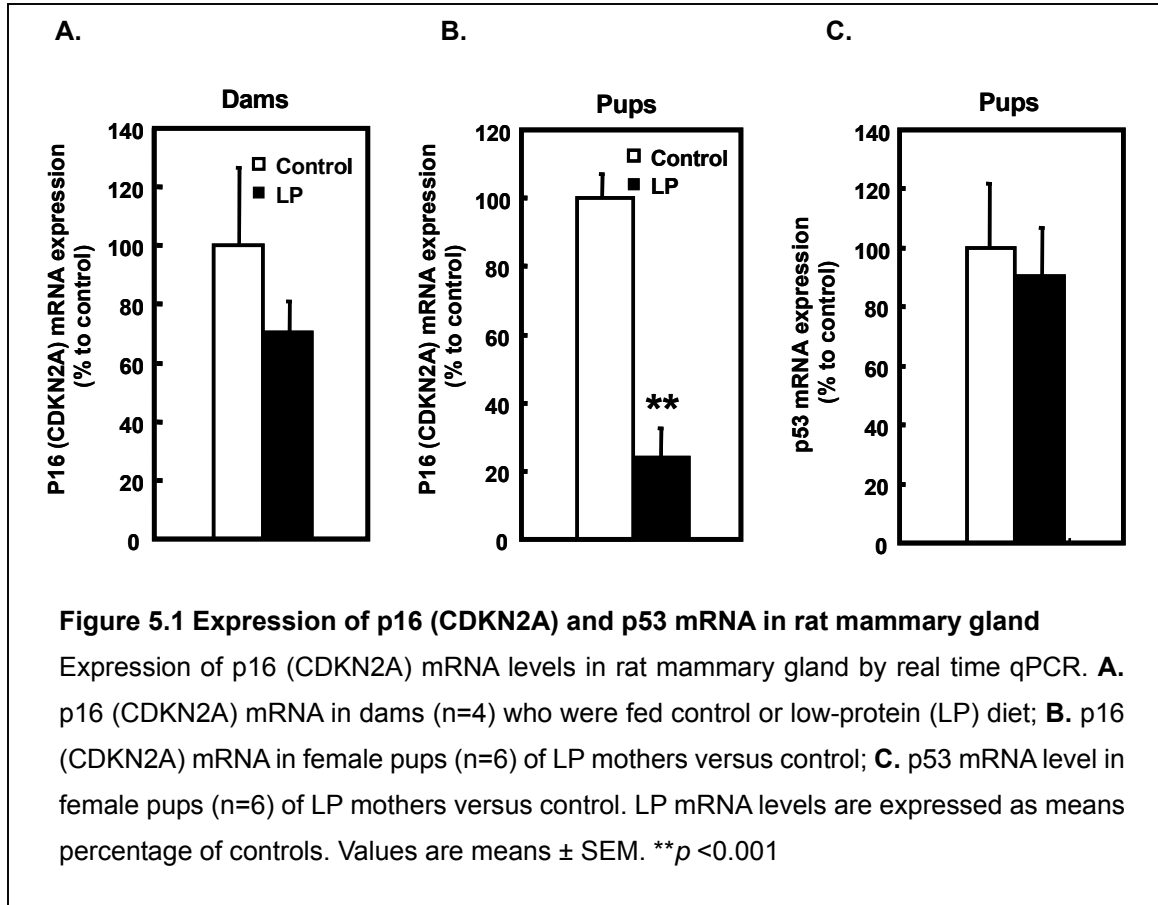 A.
B.
C.
Dams
Pups
Pups
P16 (CDKN2A) mRNA expression
(% to control)
140
120
100
80
60
40
20
0
Control
LP
P16 (CDKN2A) mRNA expression
(% to control)
120
100
80
60
40
20
0
Control
LP
**
p53 mRNA expression
(% to control)
140
120
100
80
60
40
20
0
Figure 5.1 Expression of p16 (CDKN2A) and p53 mRNA in rat mammary gland
Expression of p16 (CDKN2A) mRNA levels in rat mammary gland by real time qPCR. A.
p16 (CDKN2A) mRNA in dams (n=4) who were fed control or low-protein (LP) diet; B. p16
(CDKN2A) mRNA in female pups (n=6) of LP mothers versus control; C. p53 mRNA level in
female pups (n=6) of LP mothers versus control. LP mRNA levels are expressed as means
percentage of controls. Values are means ± SEM. **p <0.001